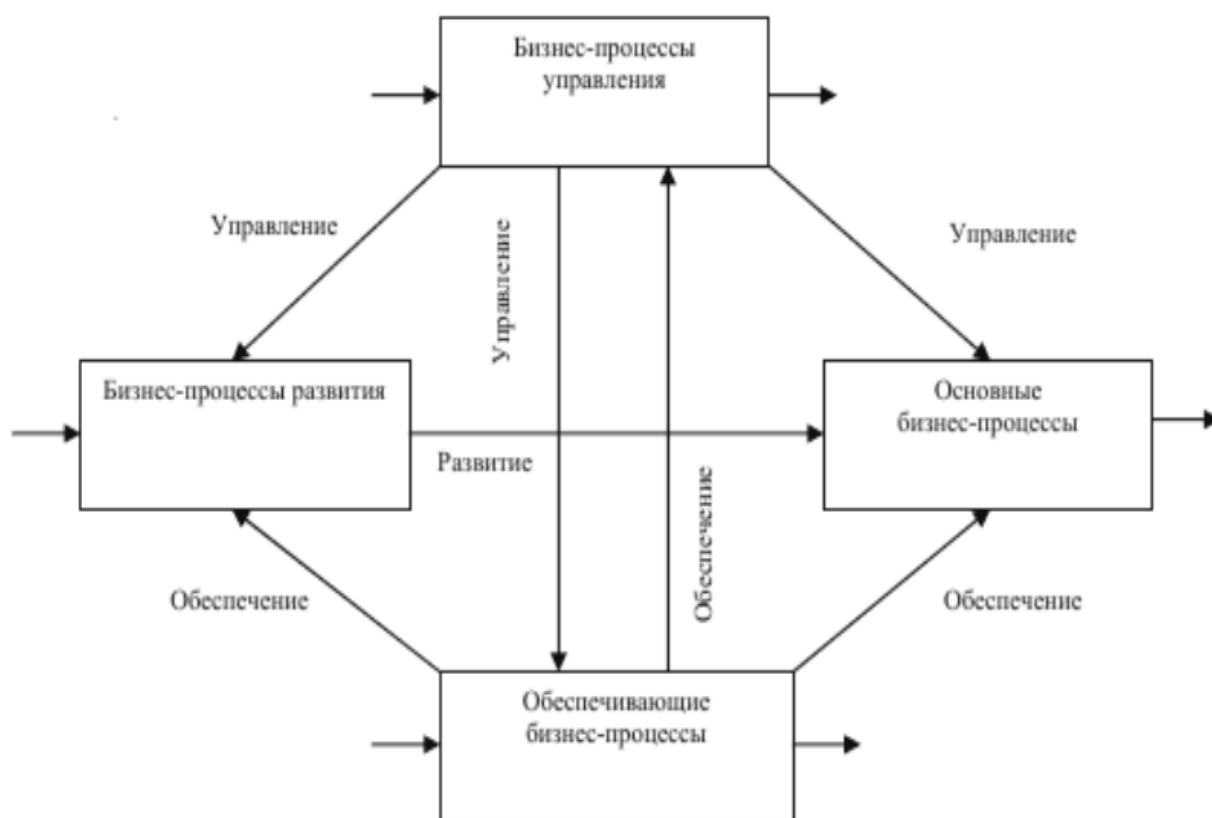 Бизнес-процессы
управления
Управление
Управление
Управление
Бизнес-процессы развития
Основные
бизнес-процессы
Развитие
Обеспечение
Обеспечение
Обеспечение
Обеспечивающие
бизнес-процессы